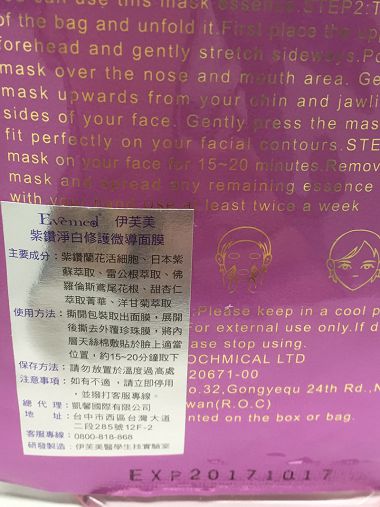 can use this mask essence.STEP2:
of the bag and unfold it.First place the
forehead and gently stretch sideways.
mask over the nose and mouth area. Ge
mask upwards from your chin and jawli
sides of your face. Gently press the mas
fit perfectly on your facial contours.STE
mask on your face for 15~20 minutes.Remov
mask and spread any remaining essence
with your hand use at least twice a week
Evemed 伊芙美
紫鑽淨白修護微導面膜
主要成分：紫鑽蘭花活細胞、日本紫
蘇萃取、雷公根萃取、佛
羅倫斯鳶尾花根、甜杏仁
萃取菁華、洋甘菊萃取
使用方法：撕開包裝取出面膜，展開
後撕去外覆珍珠膜，將內
層天絲棉敷貼於臉上適當
位置，約15~20分鐘取下
保存方法：請勿放置於溫度過高處
注意事項：如有不適，請立即停用
，並撥打客服專線。
總代理：凱馨國際有限公司
地址：台中市西區台灣大道
二段285號12F-2
客服專線：0800-818-868
研發製造：伊芙美醫學生技實驗室
Please keep in a cool p
For external use only.If d
ase stop using.
OCHMICAL LTD
20671-00
o.32,Gongyequ 24th Rd.,N
wan(R.O.C)
nted on the box or bag.
EXP20171017